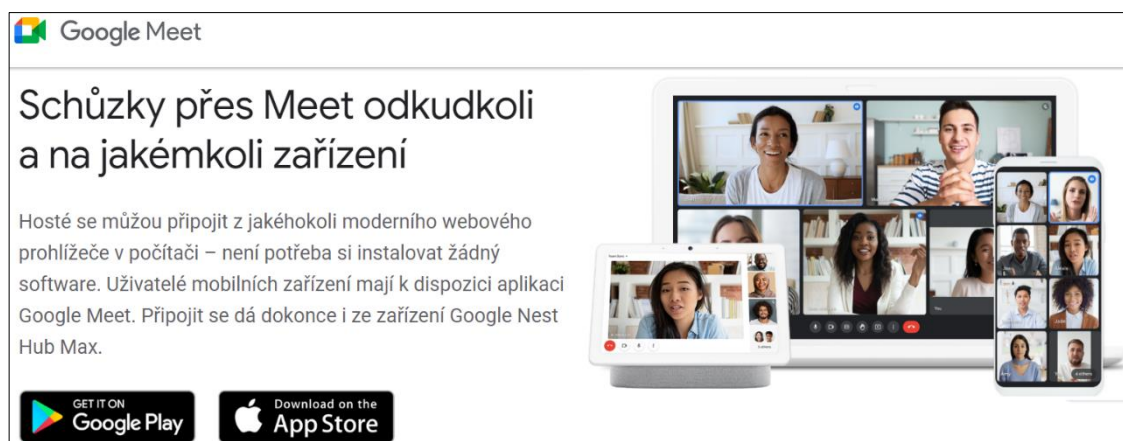 Google Meet
Schůzky přes Meet odkudkoli
a na jakémkoli zařízení
Hosté se můžou připojit z jakéhokoli moderního webového
prohlížeče v počítači – není potřeba si instalovat žádný
software. Uživatelé mobilních zařízení mají k dispozici aplikaci
Google Meet. Připojit se dá dokonce i ze zařízení Google Nest
Hub Max.
GET IT ON
Google Play
Download on the
App Store